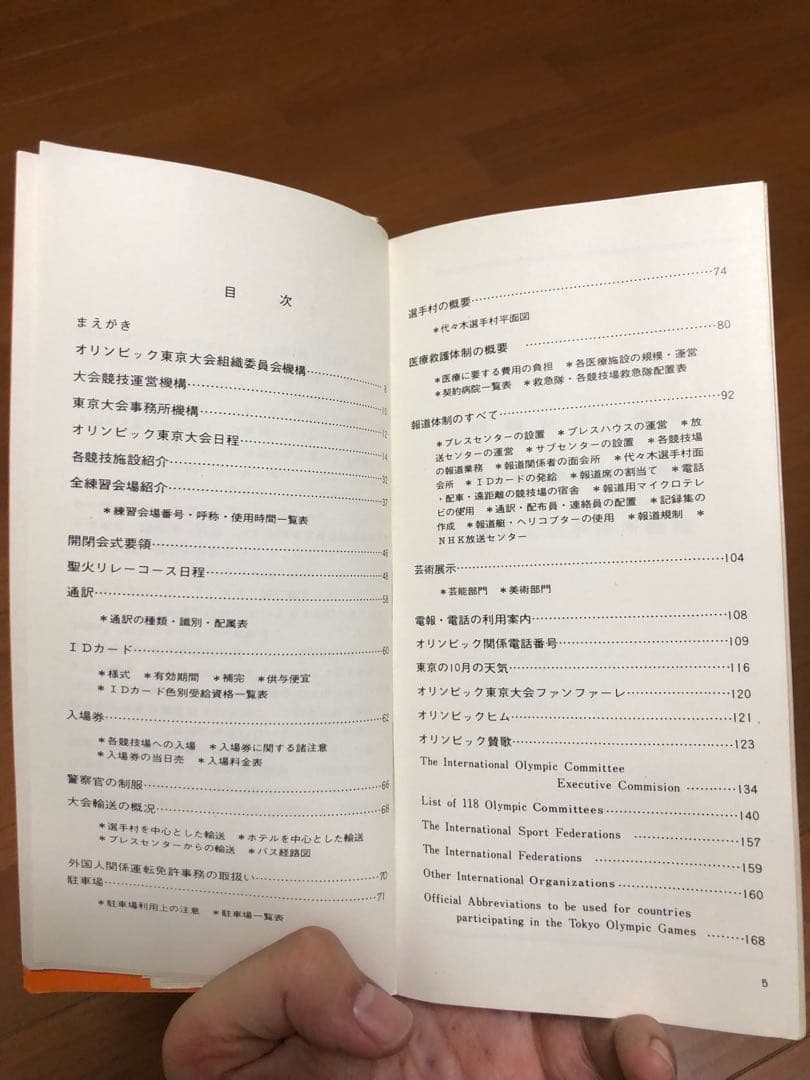 目 次
まえがき
オリンピック東京大会組織委員会機構……………8
大会競技運営機構……………10
東京大会事務所機構……………12
オリンピック東京大会日程……………14
各競技施設紹介……………32
全練習会場紹介……………37
＊練習会場番号・呼称・使用時間一覧表
開閉会式要領……………46
聖火リレーコース日程……………48
通訳……………58
＊通訳の種類・識別・配属表
ＩＤカード……………60
＊様式 ＊有効期間 ＊補完 ＊供与便宜
＊ＩＤカード色別受給資格一覧表
入場券……………62
＊各競技場への入場 ＊入場券に関する諸注意
＊入場券の当日売 ＊入場料金表
警察官の制服……………66
大会輸送の概況……………68
＊選手村を中心とした輸送 ＊ホテルを中心とした輸送
＊プレスセンターからの輸送 ＊バス経路図
外国人関係運転免許事務の取扱い……………70
駐車場……………71
＊駐車場利用上の注意 ＊駐車場一覧表
選手村の概要……………74
＊代々木選手村平面図
医療救護体制の概要 ……………80
＊医療に要する費用の負担 ＊各医療施設の規模・運営
＊契約病院一覧表 ＊救急隊・各競技場救急隊配置表
報道体制のすべて……………92
＊プレスセンターの設置 ＊プレスハウスの運営 ＊放
送センターの運営 ＊サブセンターの設置 ＊各競技場
の報道業務 ＊報道関係者の面会所 ＊代々木選手村面
会所 ＊ＩＤカードの発給 ＊報道席の割当て ＊電話
・配車・遠距離の競技場の宿舎 ＊報道用マイクロテレ
ビの使用 ＊通訳・配布員・連絡員の配置 ＊記録集の
作成 ＊報道艇・ヘリコプターの使用 ＊報道規制 ＊
NHK放送センター
芸術展示……………104
＊芸能部門 ＊美術部門
電報・電話の利用案内……………108
オリンピック関係電話番号……………109
東京の10月の天気……………116
オリンピック東京大会ファンファーレ……………120
オリンピックヒム……………121
オリンピック賛歌……………123
The International Olympic Committee
Executive Commision……………134
List of 118 Olympic Committees……………140
The International Sport Federations ……………157
The International Federations ……………159
Other International Organizations……………160
Official Abbreviations to be used for countries
participating in the Tokyo Olympic Games ……168
5